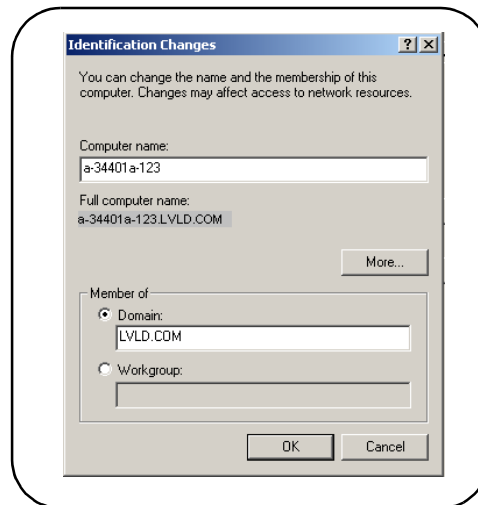 Identification Changes
You can change the name and the membership of this
computer. Changes may affect access to network resources.
Computer name:
a-34401a-123
Full computer name:
a-34401a-123.LVLD.COM
More...
Member of
Domain:
LVLD.COM
Workgroup:
OK Cancel